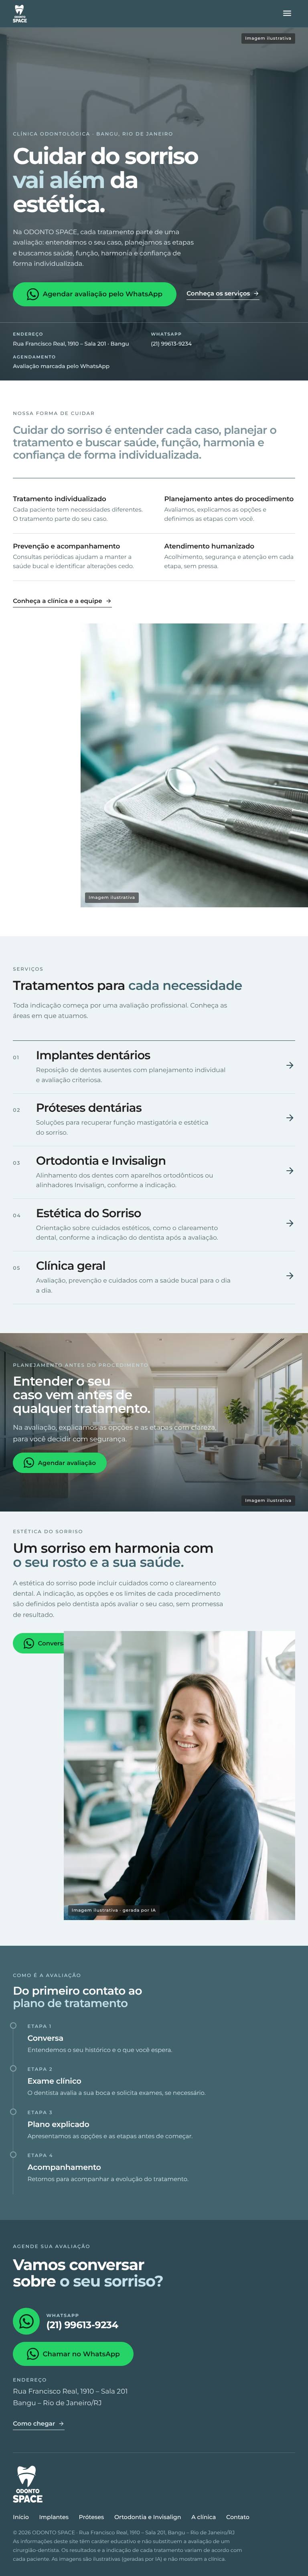 ODONTO
SPACE
Imagem ilustrativa
CLÍNICA ODONTOLÓGICA · BANGU, RIO DE JANEIRO
Cuidar do sorriso
vai além da
estética.
Na ODONTO SPACE, cada tratamento parte de uma
avaliação: entendemos o seu caso, planejamos as etapas
e buscamos saúde, função, harmonia e confiança de
forma individualizada.
Agendar avaliação pelo WhatsApp
Conheça os serviços →
ENDEREÇO
Rua Francisco Real, 1910 – Sala 201 · Bangu
WHATSAPP
(21) 99613-9234
AGENDAMENTO
Avaliação marcada pelo WhatsApp
NOSSA FORMA DE CUIDAR
Cuidar do sorriso é entender cada caso, planejar o
tratamento e buscar saúde, função, harmonia e
confiança de forma individualizada.
Tratamento individualizado
Cada paciente tem necessidades diferentes.
O tratamento parte do seu caso.
Planejamento antes do procedimento
Avaliamos, explicamos as opções e
definimos as etapas com você.
Prevenção e acompanhamento
Consultas periódicas ajudam a manter a
saúde bucal e identificar alterações cedo.
Atendimento humanizado
Acolhimento, segurança e atenção em cada
etapa, sem pressa.
Conheça a clínica e a equipe →
Imagem ilustrativa
SERVIÇOS
Tratamentos para cada necessidade
Toda indicação começa por uma avaliação profissional. Conheça as
áreas em que atuamos.
01
Implantes dentários
Reposição de dentes ausentes com planejamento individual
e avaliação criteriosa.
02
Próteses dentárias
Soluções para recuperar função mastigatória e estética
do sorriso.
03
Ortodontia e Invisalign
Alinhamento dos dentes com aparelhos ortodônticos ou
alinhadores Invisalign, conforme a indicação.
04
Estética do Sorriso
Orientação sobre cuidados estéticos, como o clareamento
dental, conforme a indicação do dentista após a avaliação.
05
Clínica geral
Avaliação, prevenção e cuidados com a saúde bucal para o dia
a dia.
PLANEJAMENTO ANTES DO PROCEDIMENTO
Entender o seu
caso vem antes de
qualquer tratamento.
Na avaliação, explicamos as opções e as etapas com clareza
para você decidir com segurança.
Agendar avaliação
Imagem ilustrativa
ESTÉTICA DO SORRISO
Um sorriso em harmonia com
o seu rosto e a sua saúde.
A estética do sorriso pode incluir cuidados como o clareamento
dental. A indicação, as opções e os limites de cada procedimento
são definidos pelo dentista após avaliar o seu caso, sem promessa
de resultado.
Convers
Imagem ilustrativa · gerada por IA
COMO É A AVALIAÇÃO
Do primeiro contato ao
plano de tratamento
ETAPA 1
Conversa
Entendemos o seu histórico e o que você espera.
ETAPA 2
Exame clínico
O dentista avalia a sua boca e solicita exames, se necessário.
ETAPA 3
Plano explicado
Apresentamos as opções e as etapas antes de começar.
ETAPA 4
Acompanhamento
Retornos para acompanhar a evolução do tratamento.
AGENDE SUA AVALIAÇÃO
Vamos conversar
sobre o seu sorriso?
WHATSAPP
(21) 99613-9234
Chamar no WhatsApp
ENDEREÇO
Rua Francisco Real, 1910 – Sala 201
Bangu – Rio de Janeiro/RJ
Como chegar →
ODONTO
SPACE
Início Implantes Próteses Ortodontia e Invisalign A clínica Contato
© 2026 ODONTO SPACE · Rua Francisco Real, 1910 – Sala 201, Bangu – Rio de Janeiro/RJ
As informações deste site têm caráter educativo e não substituem a avaliação de um
cirurgião-dentista. Os resultados e a indicação de cada tratamento variam de acordo com
cada paciente. As imagens são ilustrativas (geradas por IA) e não mostram a clínica.